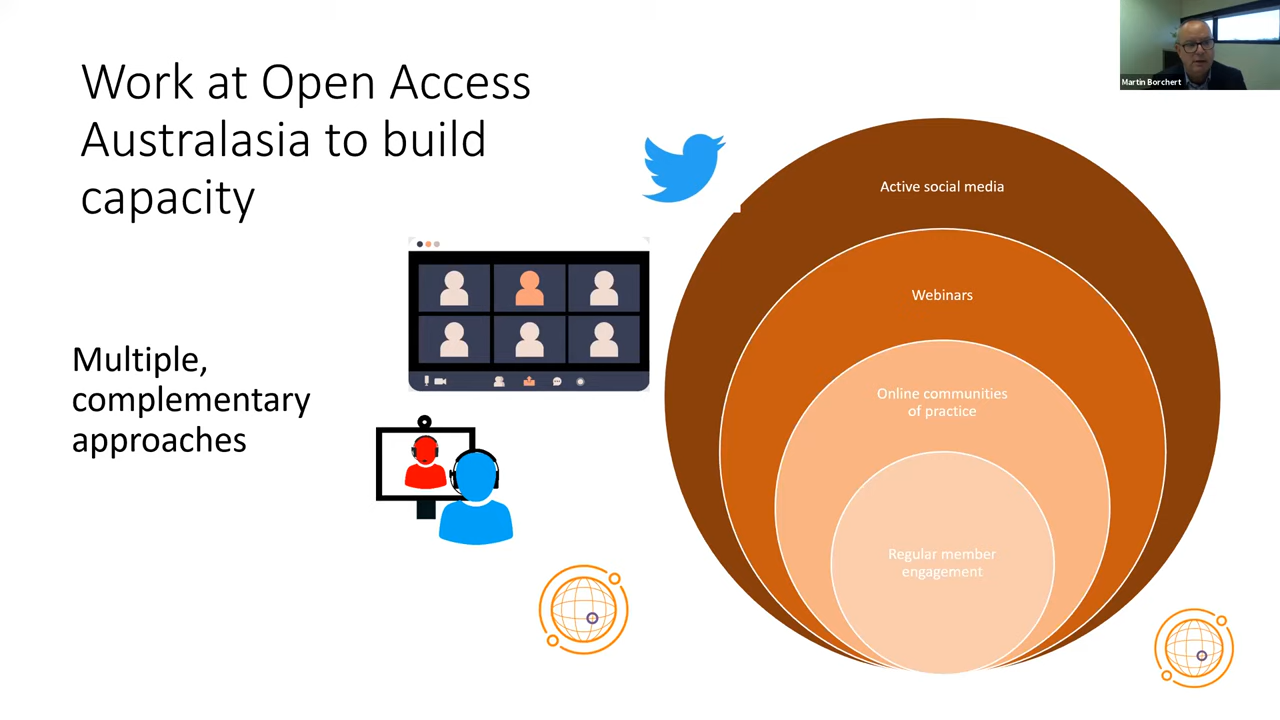 Work at Open Access
Australasia to build
capacity
Multiple,
complementary
approaches
Active social media
Webinars
Online communities
of practice
Regular member
engagement
Martin Borchert